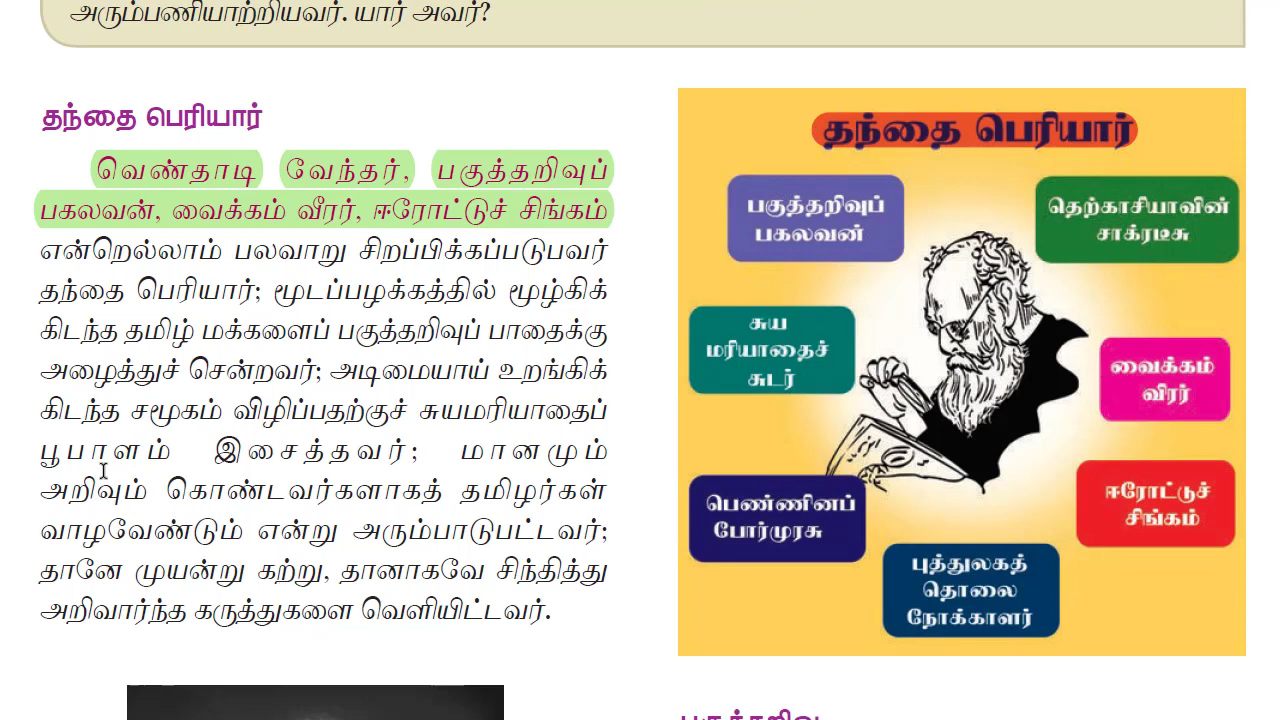 அரும்பணியாற்றியவர். யார் அவர்?
தந்தை பெரியார்
வெண்தாடி வேந்தர், பகுத்தறிவுப்
பகலவன், வைக்கம் வீரர், ஈரோட்டுச் சிங்கம்
என்றெல்லாம் பலவாறு சிறப்பிக்கப்படுபவர்
தந்தை பெரியார்; மூடப்பழக்கத்தில் மூழ்கிக்
கிடந்த தமிழ் மக்களைப் பகுத்தறிவுப் பாதைக்கு
அழைத்துச் சென்றவர்; அடிமையாய் உறங்கிக்
கிடந்த சமூகம் விழிப்பதற்குச் சுயமரியாதைப்
பூபாளம் இசைத்தவர்; மானமும்
அறிவும் கொண்டவர்களாகத் தமிழர்கள்
வாழவேண்டும் என்று அரும்பாடுபட்டவர்;
தானே முயன்று கற்று, தானாகவே சிந்தித்து
அறிவார்ந்த கருத்துகளை வெளியிட்டவர்.
தந்தை பெரியார்
பகுத்தறிவுப்
பகலவன்
தெற்காசியாவின்
சாக்ரடீசு
சுய
மரியாதைச்
சுடர்
வைக்கம்
வீரர்
பெண்ணினப்
போர்முரசு
ஈரோட்டுச்
சிங்கம்
புத்துலகத்
தொலை
நோக்காளர்